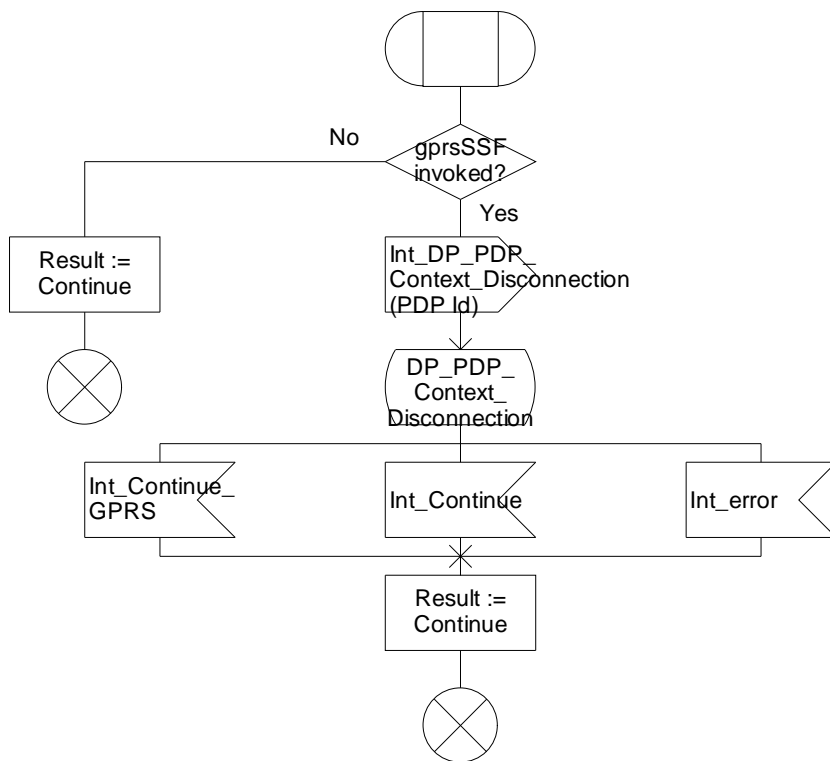 gprsSSF
invoked?
No
Yes
Result :=
Continue
Int_DP_PDP_
Context_Disconnection
(PDP Id)
DP_PDP_
Context_
Disconnection
Int_Continue_
GPRS
Int_Continue
Int_error
Result :=
Continue